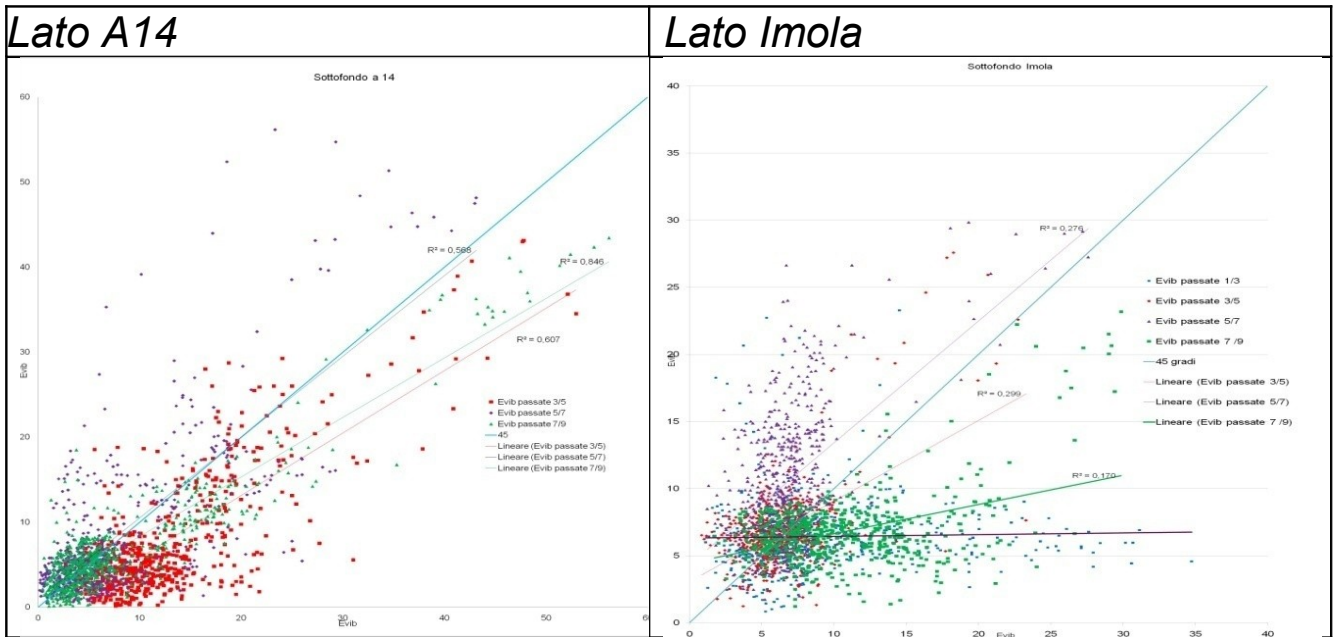 Lato A14
Sottofondo a 14
60
50
40
30
20
10
0
Evib
0
10
20
30
40
50
60
Evib
R² = 0,568
R² = 0,846
R² = 0,607
Evib passate 3/5
Evib passate 5/7
Evib passate 7/9
45
Lineare (Evib passate 3/5)
Lineare (Evib passate 5/7)
Lineare (Evib passate 7/9)
Lato Imola
Sottofondo Imola
40
35
30
25
20
15
10
5
0
Evib
0
5
10
15
20
25
30
35
40
Evib
R² = 0,276
R² = 0,299
R² = 0,170
Evib passate 1/3
Evib passate 3/5
Evib passate 5/7
Evib passate 7 /9
45 gradi
Lineare (Evib passate 3/5)
Lineare (Evib passate 5/7)
Lineare (Evib passate 7 /9)